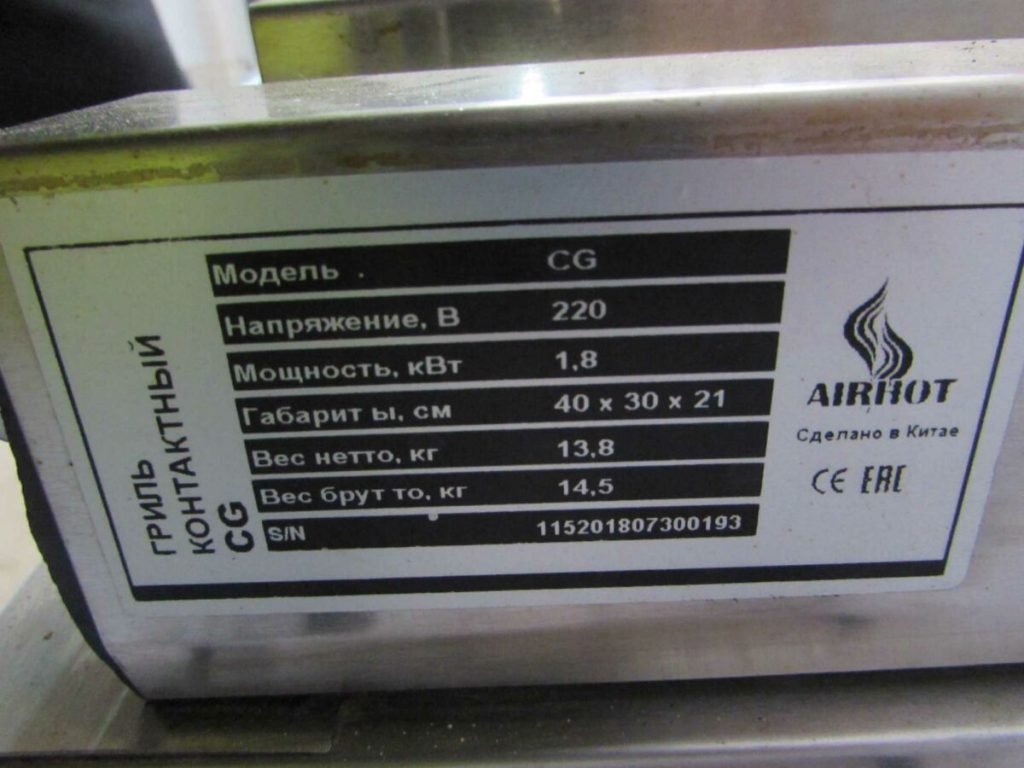 ГРИЛЬ
КОНТАКТНЫЙ
CG
Модель . CG
Напряжение, В 220
Мощность, кВт 1,8
Габарит ы, см 40 x 30 x 21
Вес нетто, кг 13,8
Вес брут то, кг 14,5
S/N 115201807300193
AIRHOT
Сделано в Китае
CE EAC